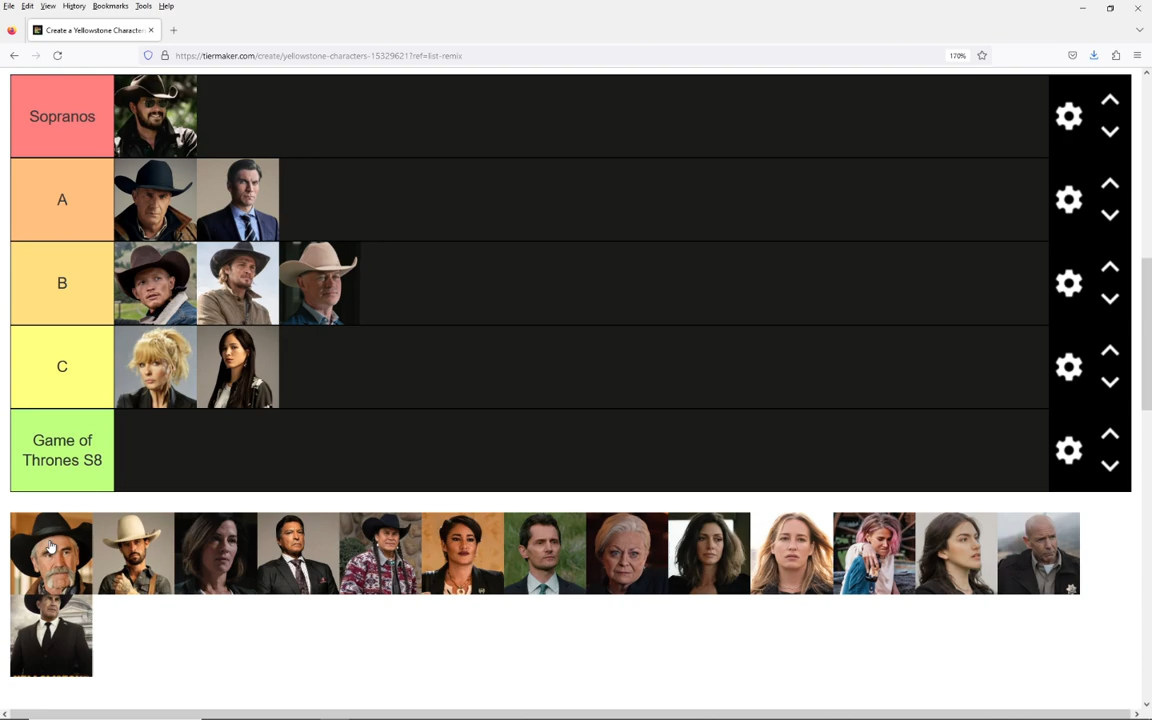 File Edit View History Bookmarks Tools Help
Create a Yellowstone Character
https://tiermaker.com/create/yellowstone-characters-15329621?ref=list-remix
170%
Sopranos
A
B
C
Game of
Thrones S8